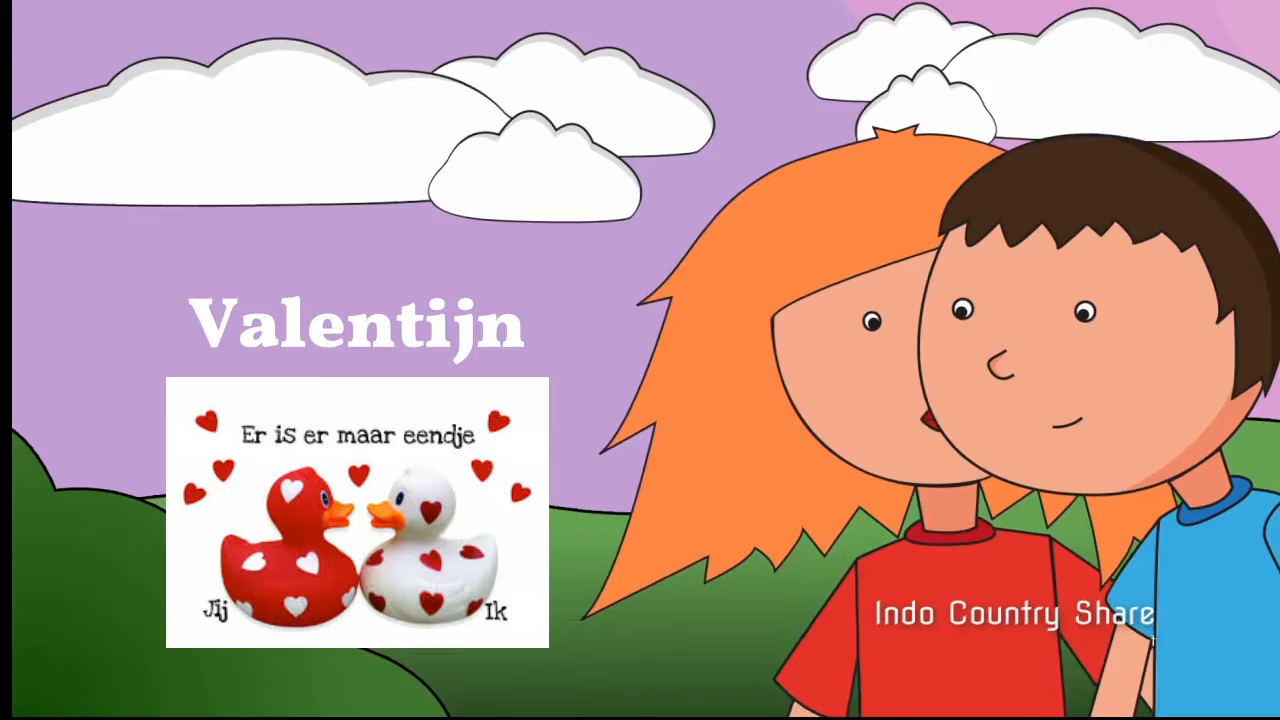 Valentijn
Er is er maar eendje
Jij
Ik
Indo Country Share